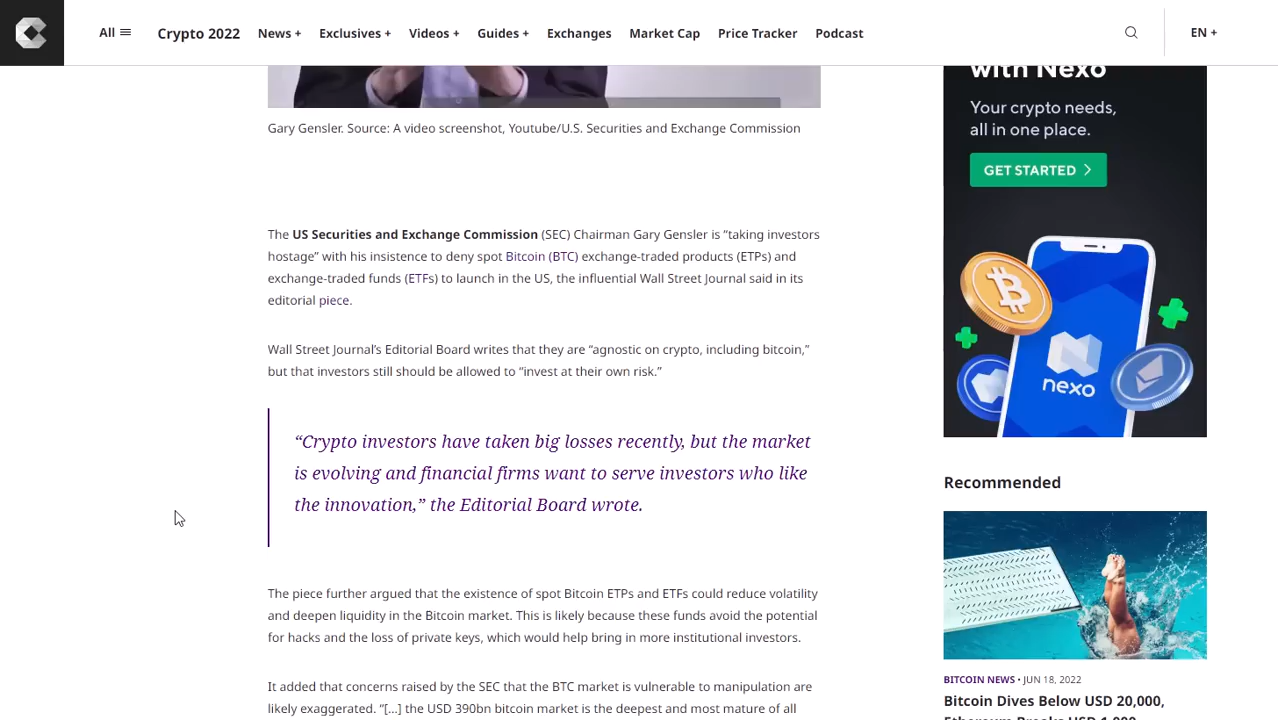 All
Crypto 2022
News +
Exclusives +
Videos +
Guides +
Exchanges
Market Cap
Price Tracker
Podcast
EN +
Gary Gensler. Source: A video screenshot, Youtube/U.S. Securities and Exchange Commission
The US Securities and Exchange Commission (SEC) Chairman Gary Gensler is “taking investors
hostage” with his insistence to deny spot Bitcoin (BTC) exchange-traded products (ETPs) and
exchange-traded funds (ETFs) to launch in the US, the influential Wall Street Journal said in its
editorial piece.
Wall Street Journal’s Editorial Board writes that they are “agnostic on crypto, including bitcoin,”
but that investors still should be allowed to “invest at their own risk.”
“Crypto investors have taken big losses recently, but the market
is evolving and financial firms want to serve investors who like
the innovation,” the Editorial Board wrote.
The piece further argued that the existence of spot Bitcoin ETPs and ETFs could reduce volatility
and deepen liquidity in the Bitcoin market. This is likely because these funds avoid the potential
for hacks and the loss of private keys, which would help bring in more institutional investors.
It added that concerns raised by the SEC that the BTC market is vulnerable to manipulation are
likely exaggerated. “[…] the USD 390bn bitcoin market is the deepest and most mature of all
with Nexo
Your crypto needs,
all in one place.
GET STARTED
nexo
Recommended
BITCOIN NEWS • JUN 18, 2022
Bitcoin Dives Below USD 20,000,
Ethereum Breaks USD 1,000